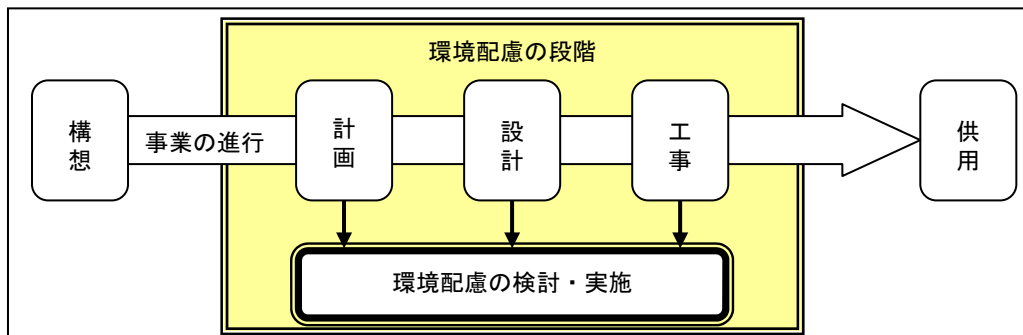 環境配慮の段階
構想
事業の進行
計画
設計
工事
供用
環境配慮の検討・実施